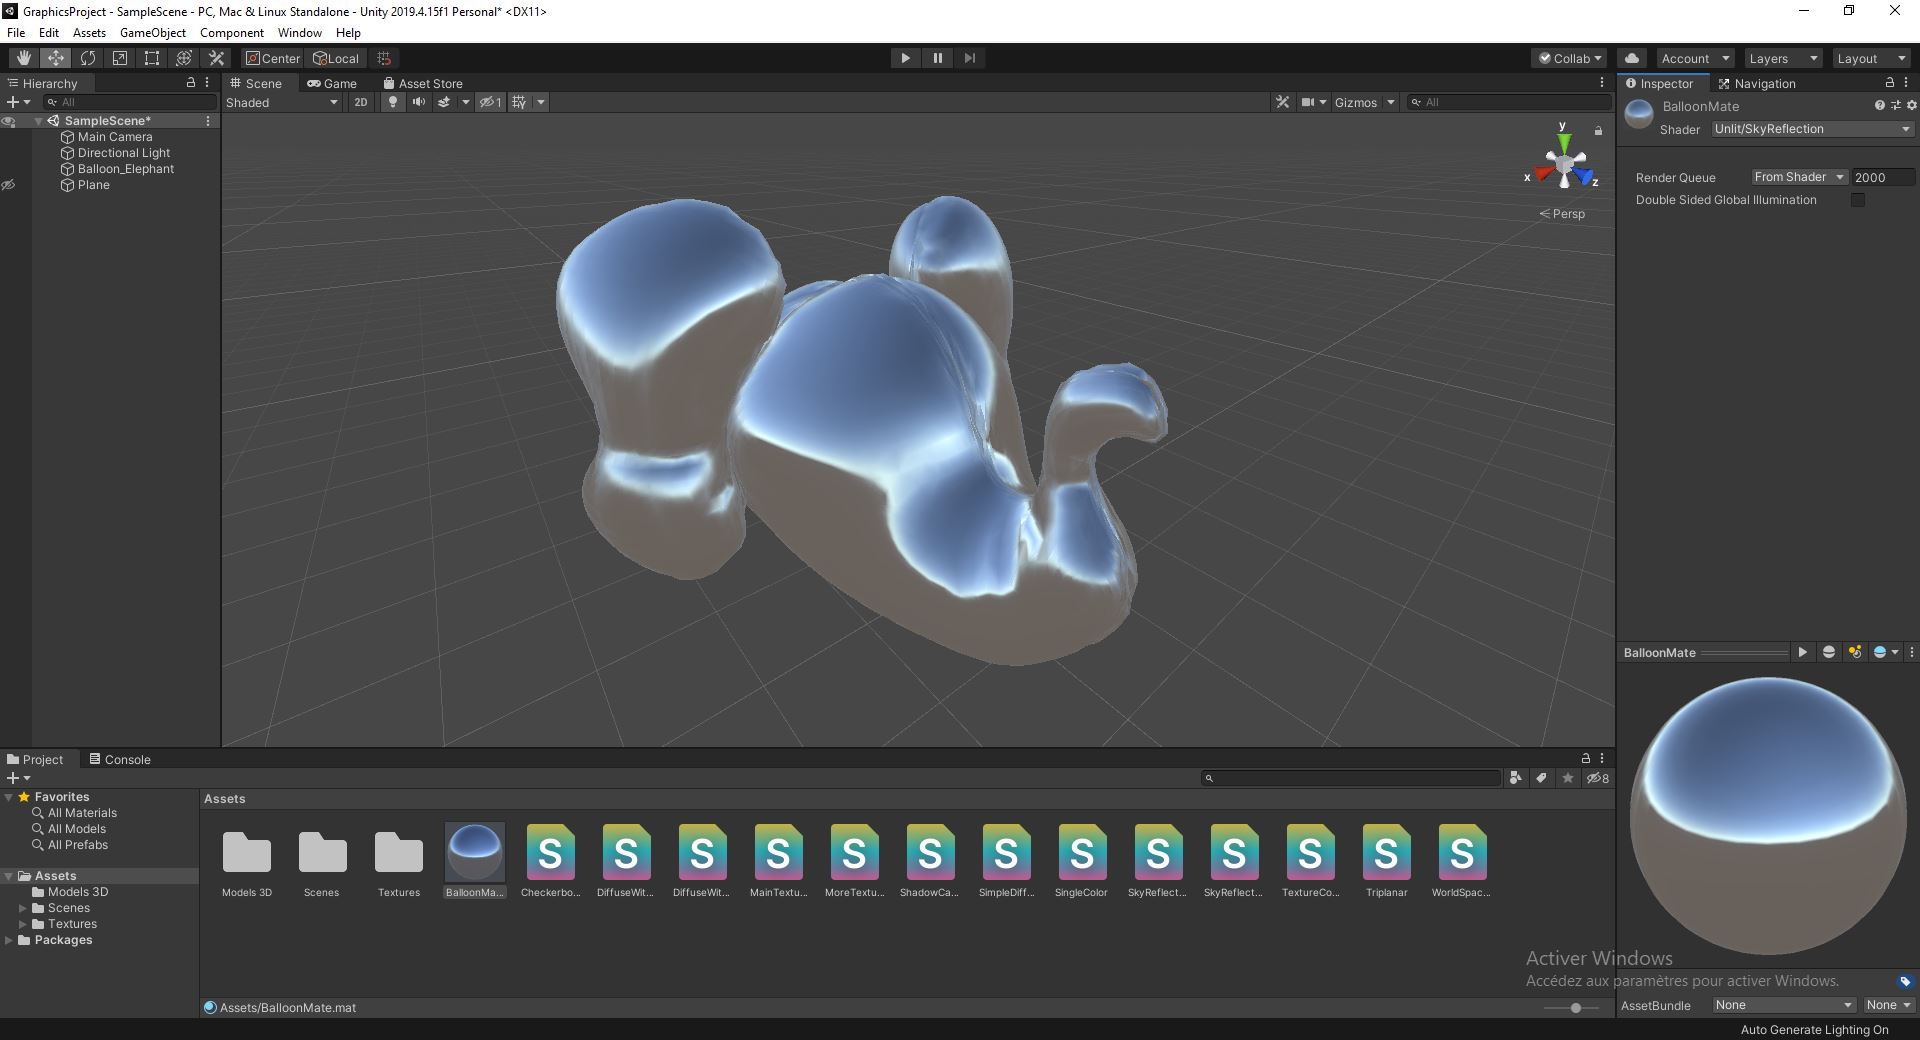 GraphicsProject - SampleScene - PC, Mac & Linux Standalone - Unity 2019.4.15f1 Personal* <DX11>
File Edit Assets GameObject Component Window Help
Center Local Collab Account Layers Layout
Hierarchy
All
SampleScene*
Main Camera
Directional Light
Balloon_Elephant
Plane
Scene Game Asset Store
Shaded 2D 1 Gizmos All
y
x
z
Persp
Inspector Navigation
BalloonMate
Shader Unlit/SkyReflection
Render Queue From Shader 2000
Double Sided Global Illumination
BalloonMate
Project Console
8
Favorites
All Materials
All Models
All Prefabs
Assets
Models 3D
Scenes
Textures
Packages
Assets
S S S S S S S S S S S S S
Models 3D Scenes Textures BalloonMa... Checkerbo... DiffuseWit... DiffuseWit... MainTextu... MoreTextu... ShadowCa... SimpleDiff... SingleColor SkyReflect... SkyReflect... TextureCo... Triplanar WorldSpac...
Assets/BalloonMate.mat
Activer Windows
Accédez aux paramètres pour activer Windows.
AssetBundle None None
Auto Generate Lighting On